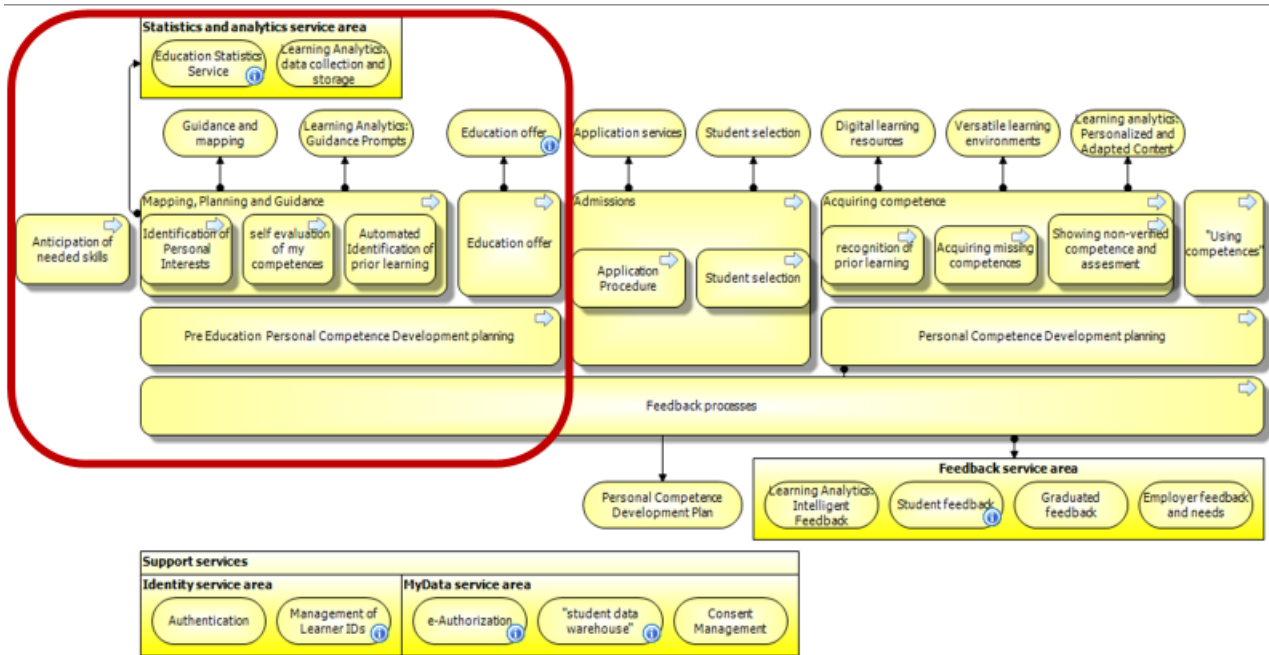 Statistics and analytics service area
Education Statistics
Service
Learning Analytics:
data collection and
storage
Guidance and
mapping
Learning Analytics:
Guidance Prompts
Education offer
Application services
Student selection
Digital learning
resources
Versatile learning
environments
Learning analytics:
Personalized and
Adapted Content
Anticipation of
needed skills
Mapping, Planning and Guidance
Identification of
Personal
Interests
self evaluation
of my
competences
Automated
Identification of
prior learning
Education offer
Admissions
Application
Procedure
Student selection
Acquiring competence
recognition of
prior learning
Acquiring missing
competences
Showing non-verified
competence and
assesment
"Using
competences"
Pre Education Personal Competence Development planning
Personal Competence Development planning
Feedback processes
Personal Competence
Development Plan
Feedback service area
Learning Analytics:
Intelligent
Feedback
Student feedback
Graduated
feedback
Employer feedback
and needs
Support services
Identity service area
Authentication
Management of
Learner IDs
MyData service area
e-Authorization
"student data
warehouse"
Consent
Management